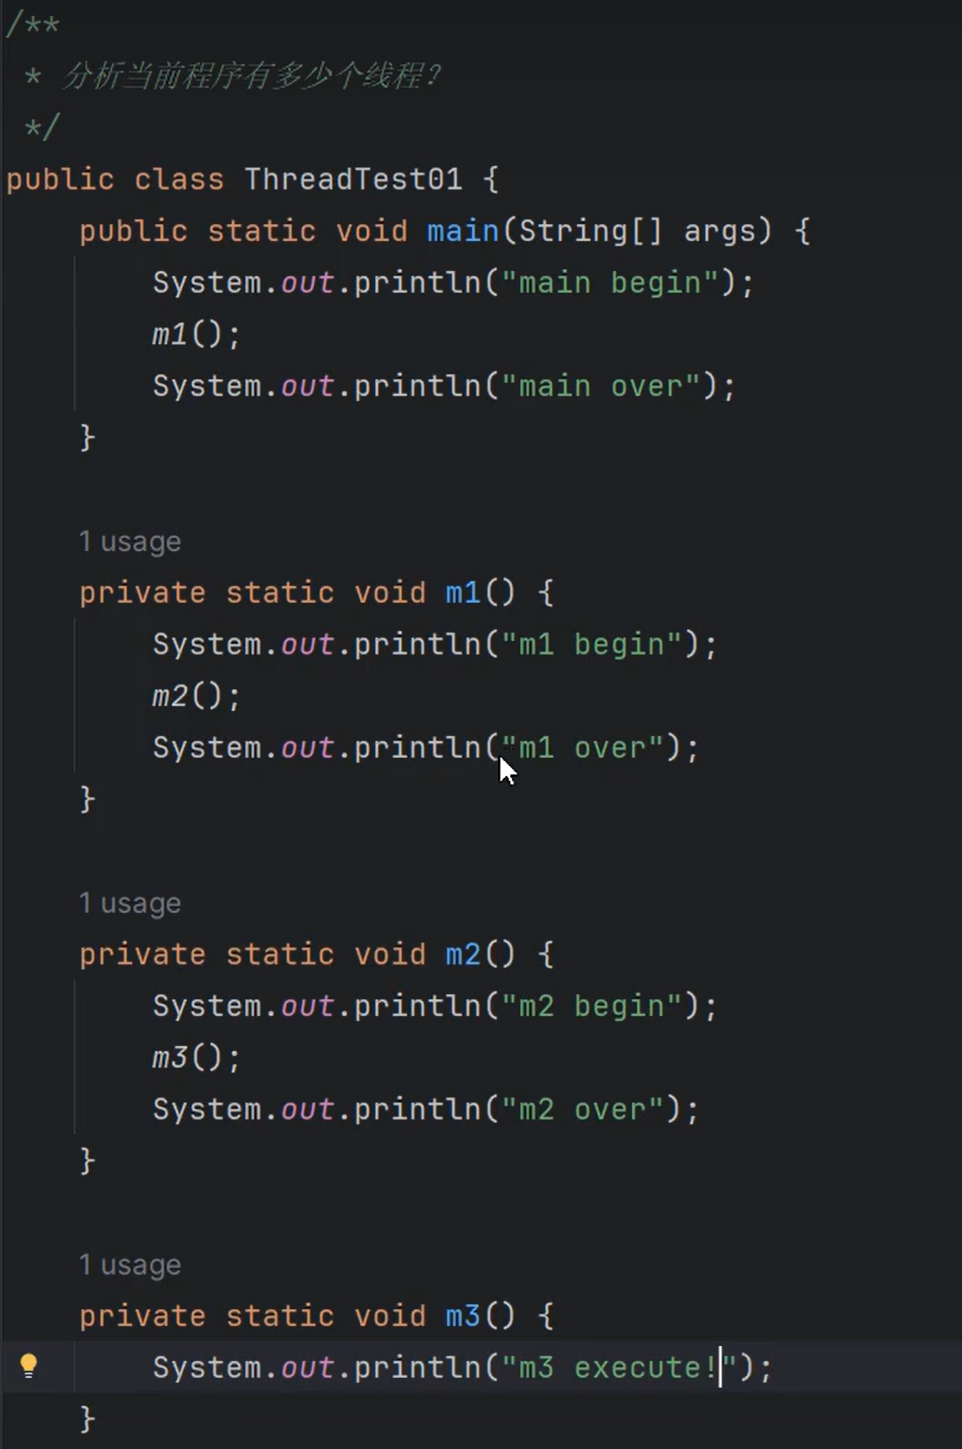 /**
 * 分析当前程序有多少个线程?
 */
public class ThreadTest01 {
    public static void main(String[] args) {
        System.out.println("main begin");
        m1();
        System.out.println("main over");
    }
    1 usage
    private static void m1() {
        System.out.println("m1 begin");
        m2();
        System.out.println("m1 over");
    }
    1 usage
    private static void m2() {
        System.out.println("m2 begin");
        m3();
        System.out.println("m2 over");
    }
    1 usage
    private static void m3() {
        System.out.println("m3 execute!");
    }